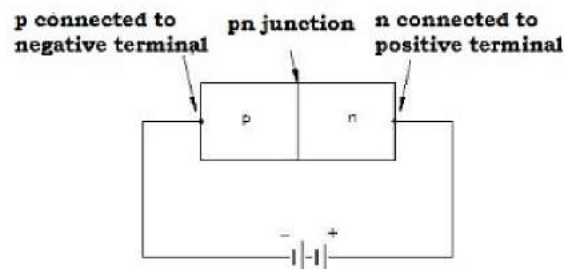 p connected to
negative terminal
pn junction
n connected to
positive terminal
p
n
- +